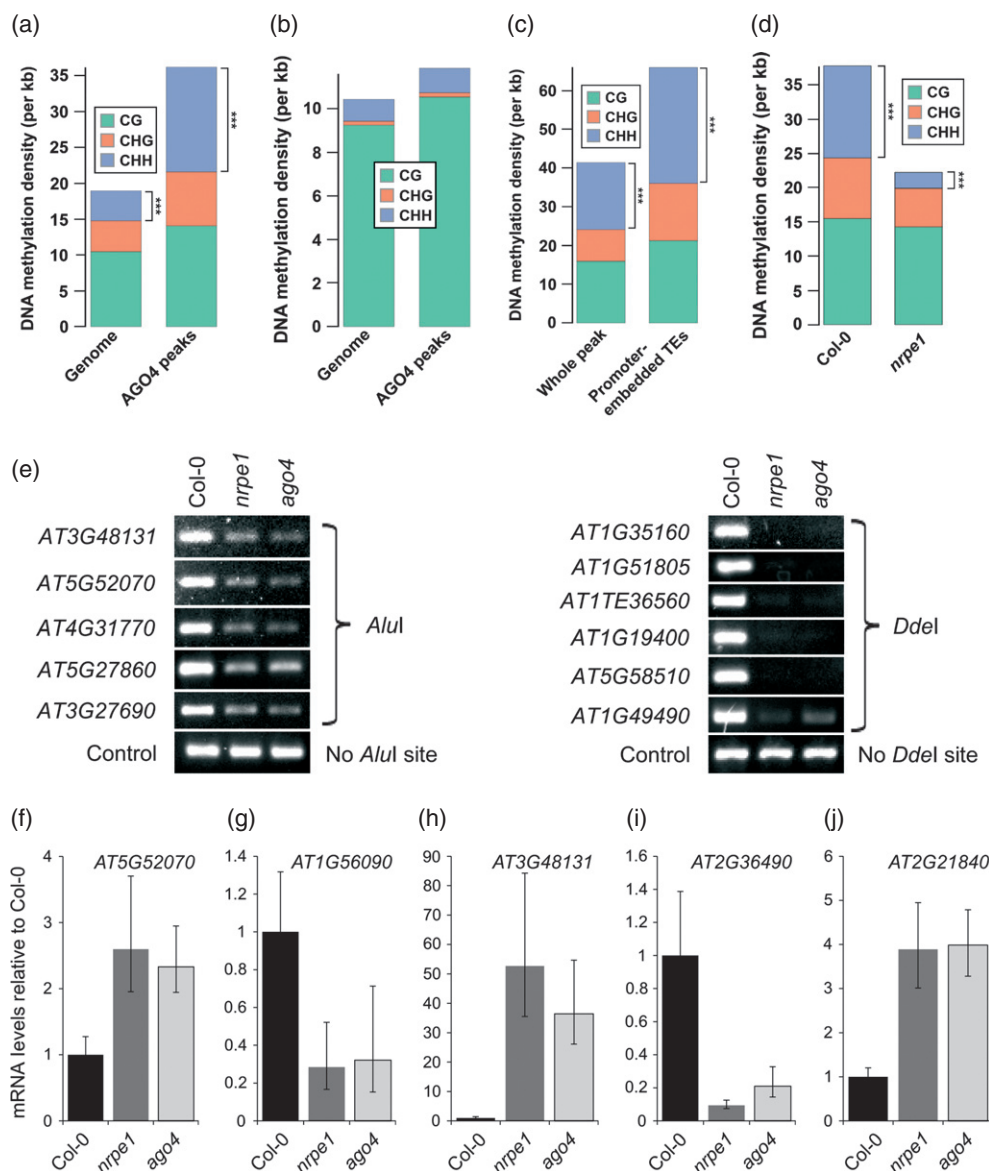 (a)
DNA methylation density (per kb)
35
30
25
20
15
10
5
0
CG
CHG
CHH
***
***
Genome
AGO4 peaks
(b)
DNA methylation density (per kb)
10
8
6
4
2
0
CG
CHG
CHH
Genome
AGO4 peaks
(c)
DNA methylation density (per kb)
60
50
40
30
20
10
0
CG
CHG
CHH
***
***
Whole peak
Promoter-
embedded TEs
(d)
DNA methylation density (per kb)
35
30
25
20
15
10
5
0
CG
CHG
CHH
***
***
Col-0
nrpe1
(e)
Col-0
nrpe1
ago4
AT3G48131
AT5G52070
AT4G31770
AT5G27860
AT3G27690
Control
AluI
No AluI site
Col-0
nrpe1
ago4
AT1G35160
AT1G51805
AT1TE36560
AT1G19400
AT5G58510
AT1G49490
Control
DdeI
No DdeI site
(f)
mRNA levels relative to Col-0
AT5G52070
4
3
2
1
0
Col-0
nrpe1
ago4
(g)
AT1G56090
1.4
1.2
1
0.8
0.6
0.4
0.2
0
Col-0
nrpe1
ago4
(h)
AT3G48131
90
80
70
60
50
40
30
20
10
0
Col-0
nrpe1
ago4
(i)
AT2G36490
1.6
1.4
1.2
1
0.8
0.6
0.4
0.2
0
Col-0
nrpe1
ago4
(j)
AT2G21840
6
5
4
3
2
1
0
Col-0
nrpe1
ago4